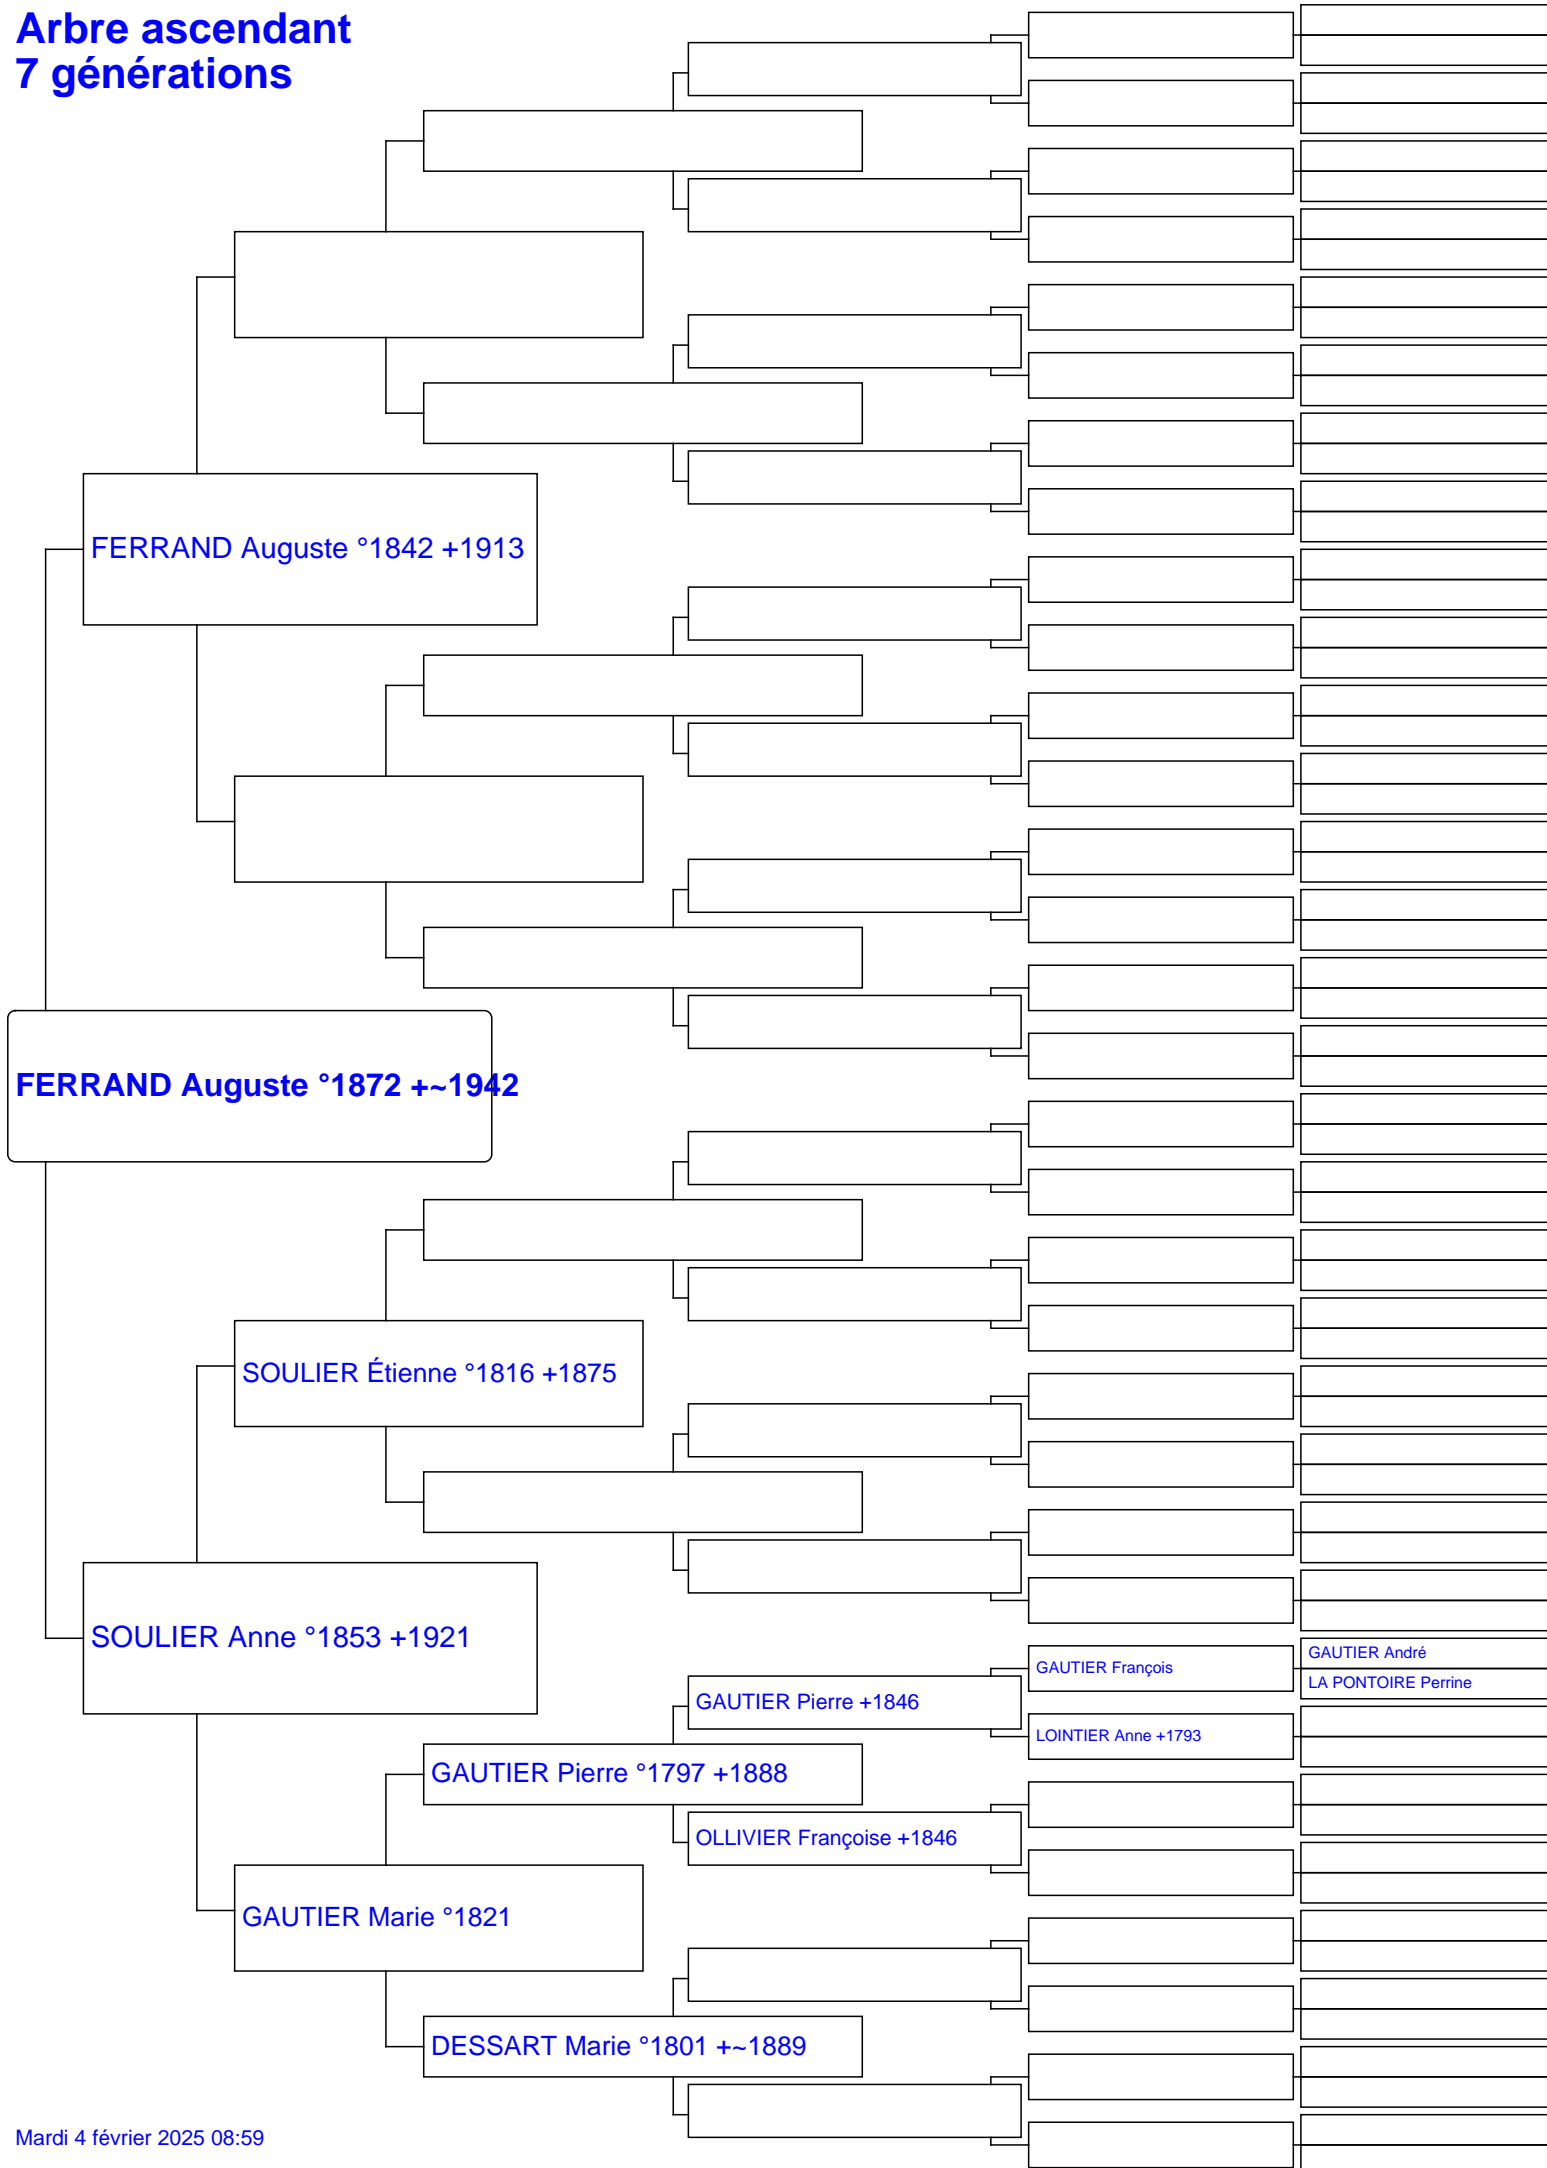 Arbre ascendant
7 générations
FERRAND Auguste °1842 +1913
FERRAND Auguste °1872 +~1942
SOULIER Étienne °1816 +1875
SOULIER Anne °1853 +1921
GAUTIER François
GAUTIER André
LA PONTOIRE Perrine
GAUTIER Pierre +1846
LOINTIER Anne +1793
GAUTIER Pierre °1797 +1888
OLLIVIER Françoise +1846
GAUTIER Marie °1821
DESSART Marie °1801 +~1889
Mardi 4 février 2025 08:59